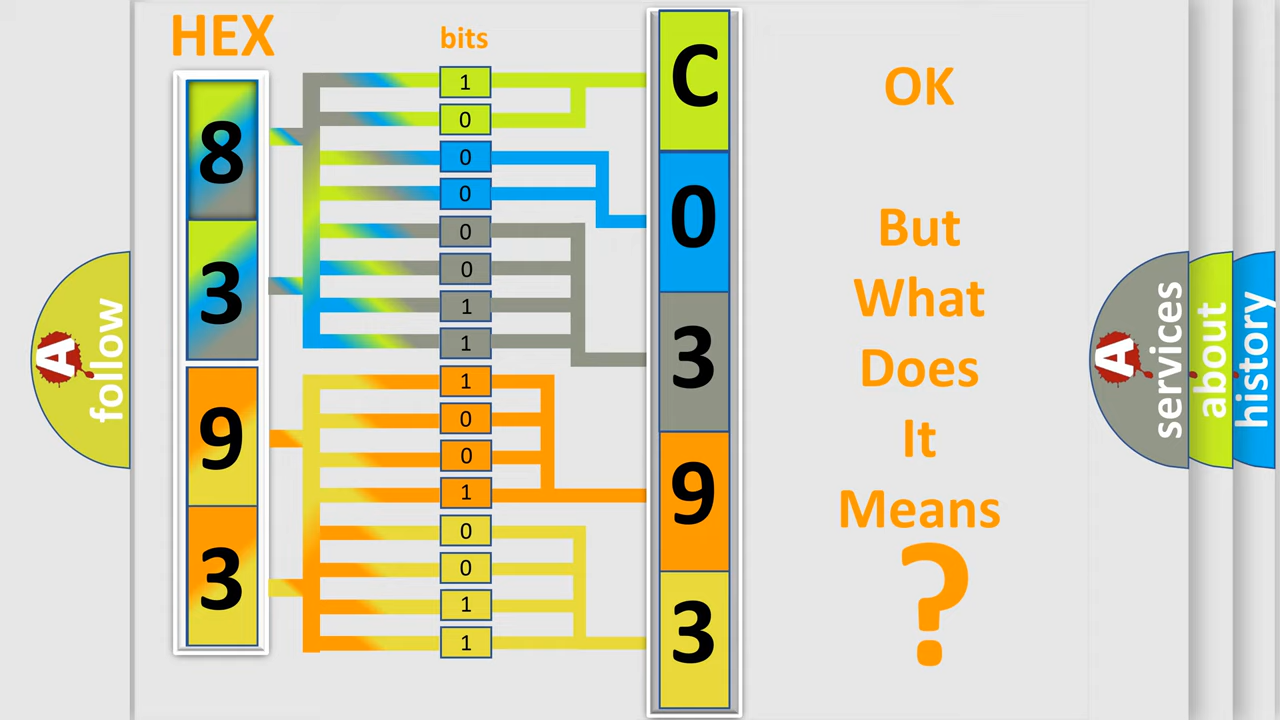 HEX
8
3
9
3
bits
1
0
0
0
0
0
1
1
1
0
0
1
0
0
1
1
C
0
3
9
3
OK
But
What
Does
It
Means
?
A
follow
A
services
about
history